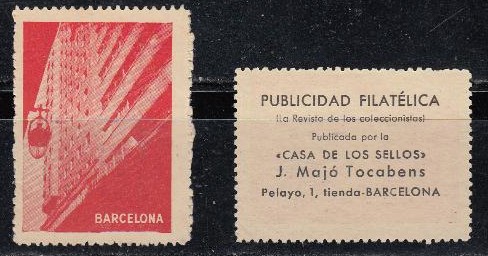 BARCELONA
PUBLICIDAD FILATÉLICA
(la Revista de los coleccionistas)
Publicada por la
«CASA DE LOS SELLOS»
J. Majó Tocabens
Pelayo, 1, tienda-BARCELONA